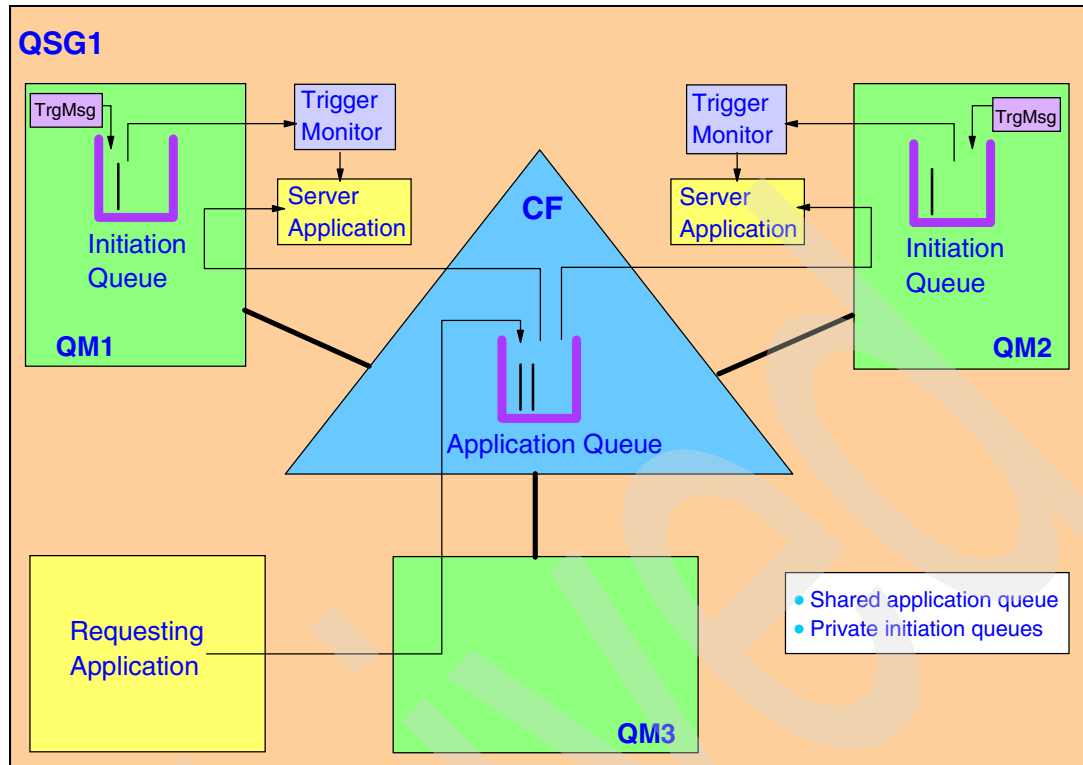 QSG1
TrgMsg
Trigger
Monitor
Server
Application
Initiation
Queue
QM1
CF
Application Queue
Trigger
Monitor
Server
Application
TrgMsg
Initiation
Queue
QM2
Requesting
Application
QM3
Shared application queue
Private initiation queues